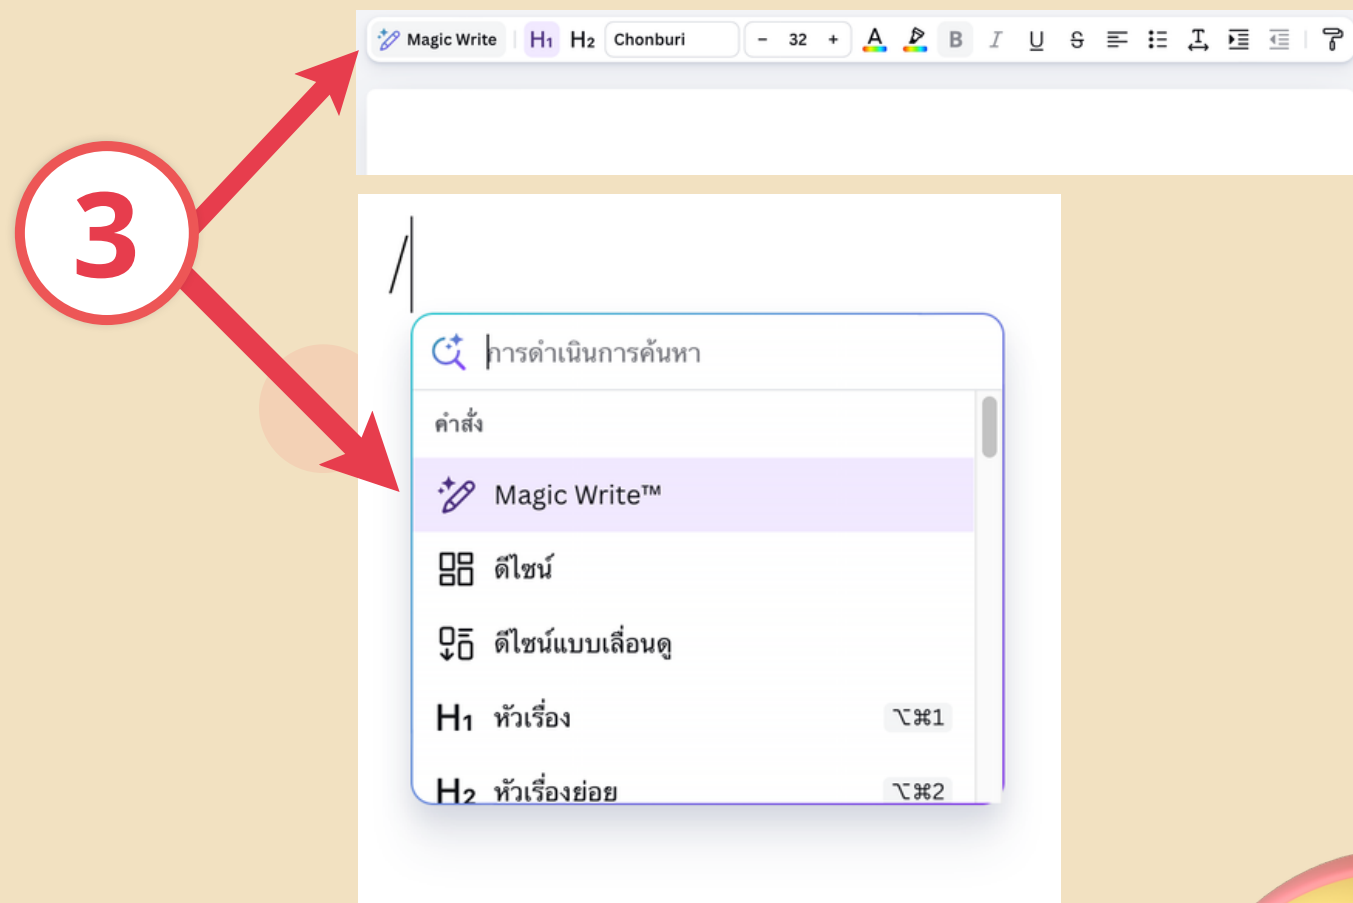 Magic Write H1 H2 Chonburi - 32 + A B I U S T
3
/
การดำเนินการค้นหา
คำสั่ง
Magic Write™
ดีไซน์
ดีไซน์แบบเลื่อนดู
H1 หัวเรื่อง ⌥⌘1
H2 หัวเรื่องย่อย ⌥⌘2